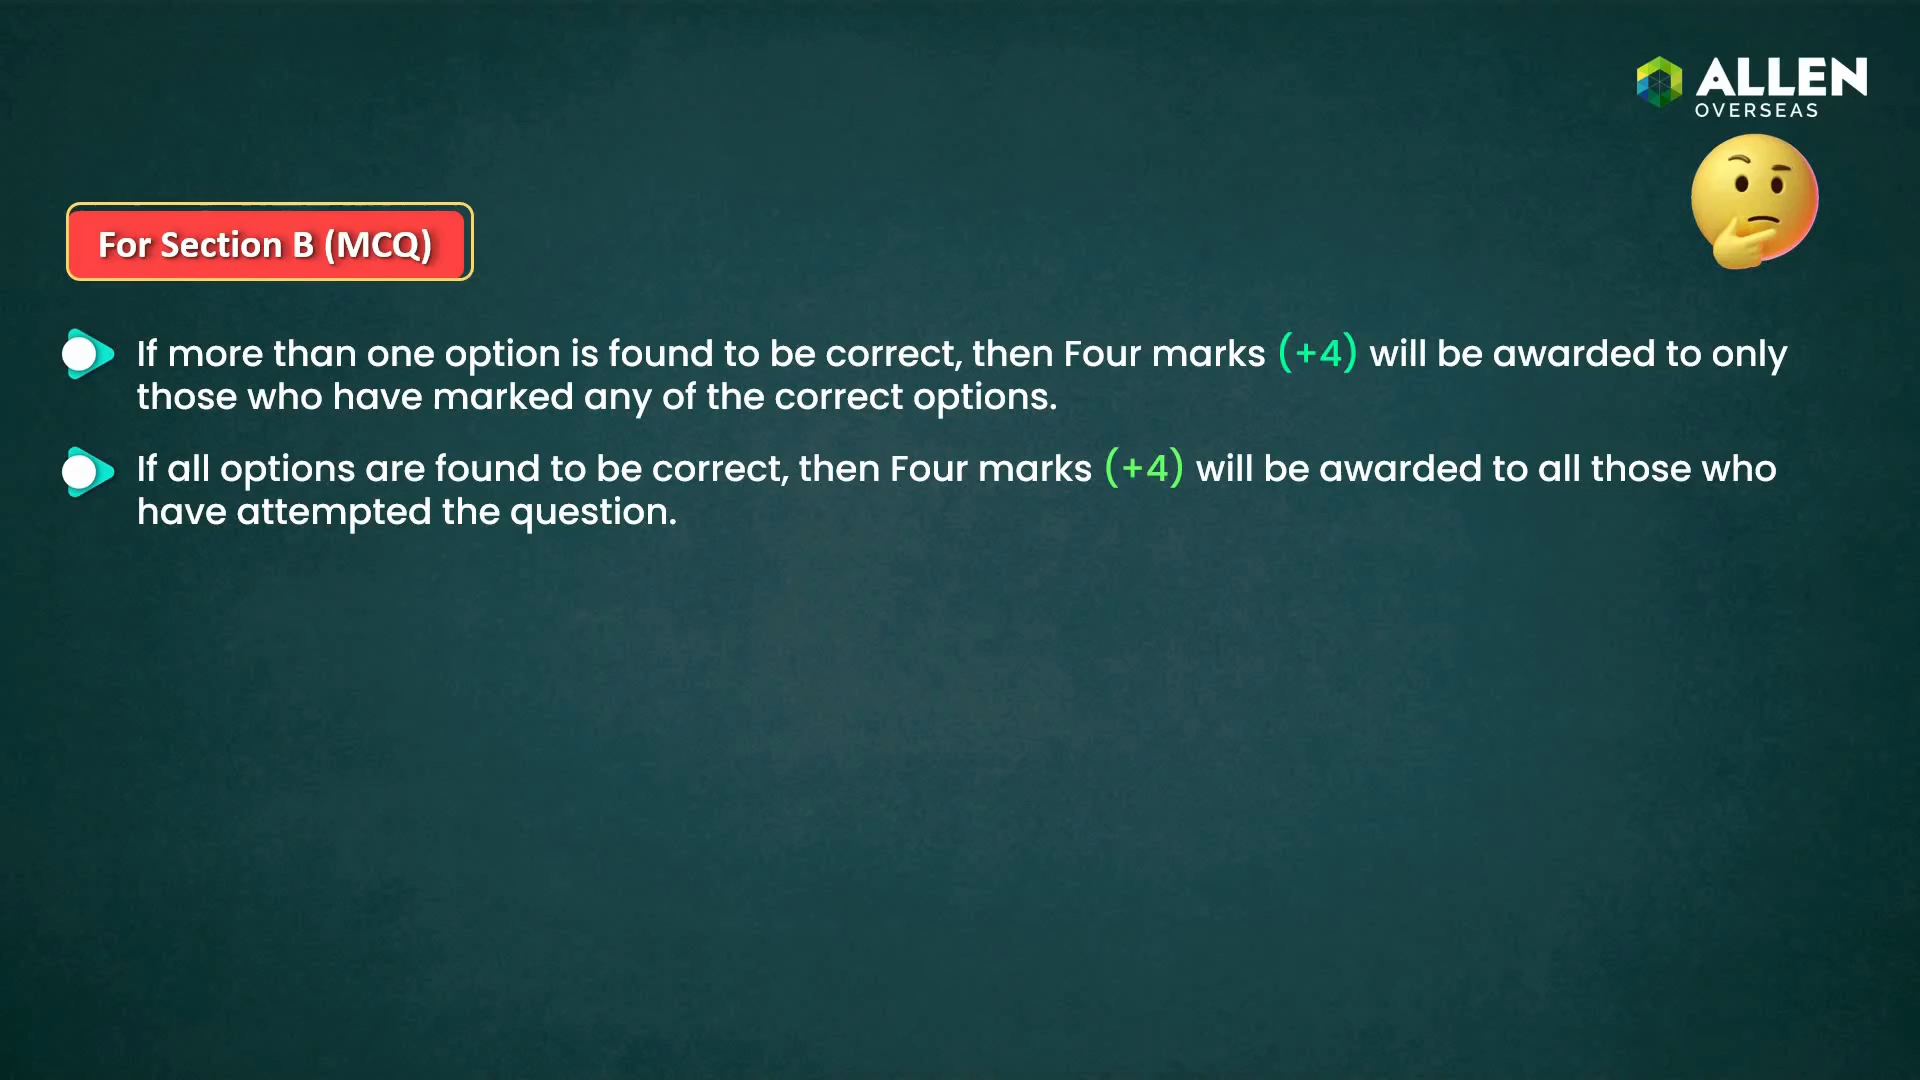 ALLEN
OVERSEAS
For Section B (MCQ)
If more than one option is found to be correct, then Four marks (+4) will be awarded to only
those who have marked any of the correct options.
If all options are found to be correct, then Four marks (+4) will be awarded to all those who
have attempted the question.